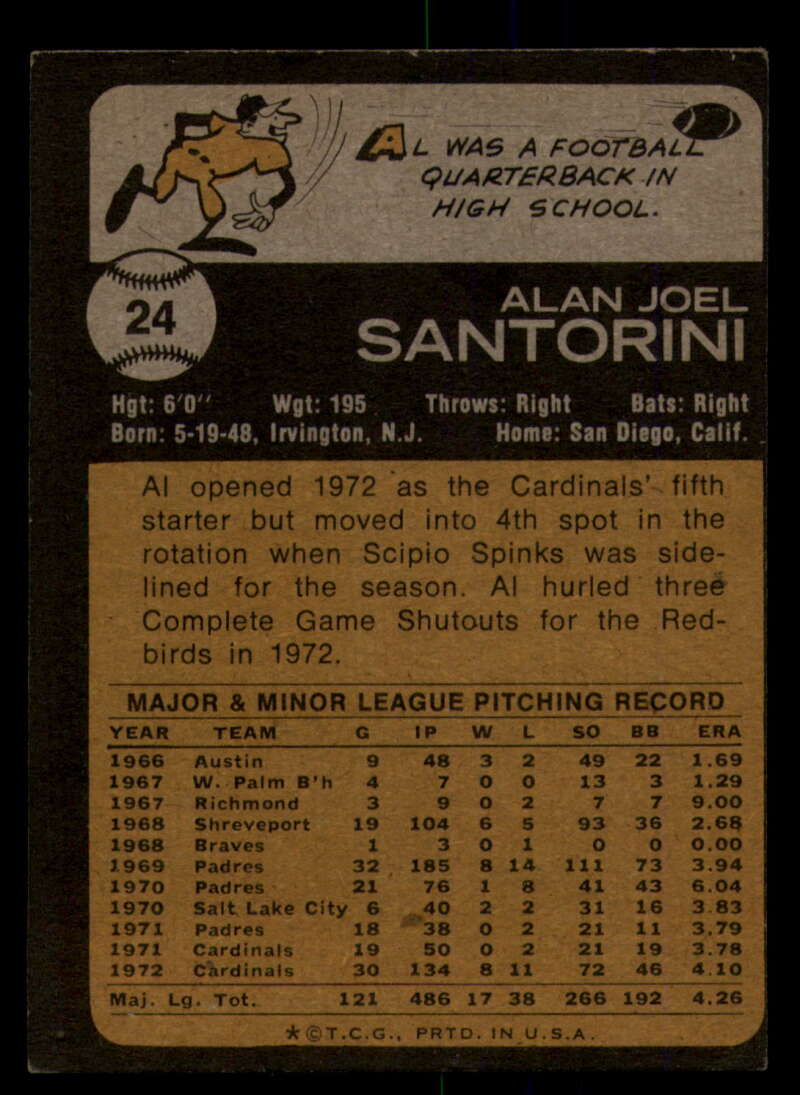 AL WAS A FOOTBALL
QUARTERBACK IN
HIGH SCHOOL.
24
ALAN JOEL
SANTORINI
Hgt: 6'0" Wgt: 195 Throws: Right Bats: Right
Born: 5-19-48, Irvington, N.J. Home: San Diego, Calif.
Al opened 1972 as the Cardinals' fifth
starter but moved into 4th spot in the
rotation when Scipio Spinks was side-
lined for the season. Al hurled three
Complete Game Shutouts for the Red-
birds in 1972.
MAJOR & MINOR LEAGUE PITCHING RECORD
YEAR TEAM G IP W L SO BB ERA
1966 Austin 9 48 3 2 49 22 1.69
1967 W. Palm B'h 4 7 0 0 13 3 1.29
1967 Richmond 3 9 0 2 7 7 9.00
1968 Shreveport 19 104 6 5 93 36 2.68
1968 Braves 1 3 0 1 0 0 0.00
1969 Padres 32 185 8 14 111 73 3.94
1970 Padres 21 76 1 8 41 43 6.04
1970 Salt Lake City 6 40 2 2 31 16 3.83
1971 Padres 18 38 0 2 21 11 3.79
1971 Cardinals 19 50 0 2 21 19 3.78
1972 Cardinals 30 134 8 11 72 46 4.10
Maj. Lg. Tot. 121 486 17 38 266 192 4.26
*©T.C.G., PRTD. IN U.S.A.